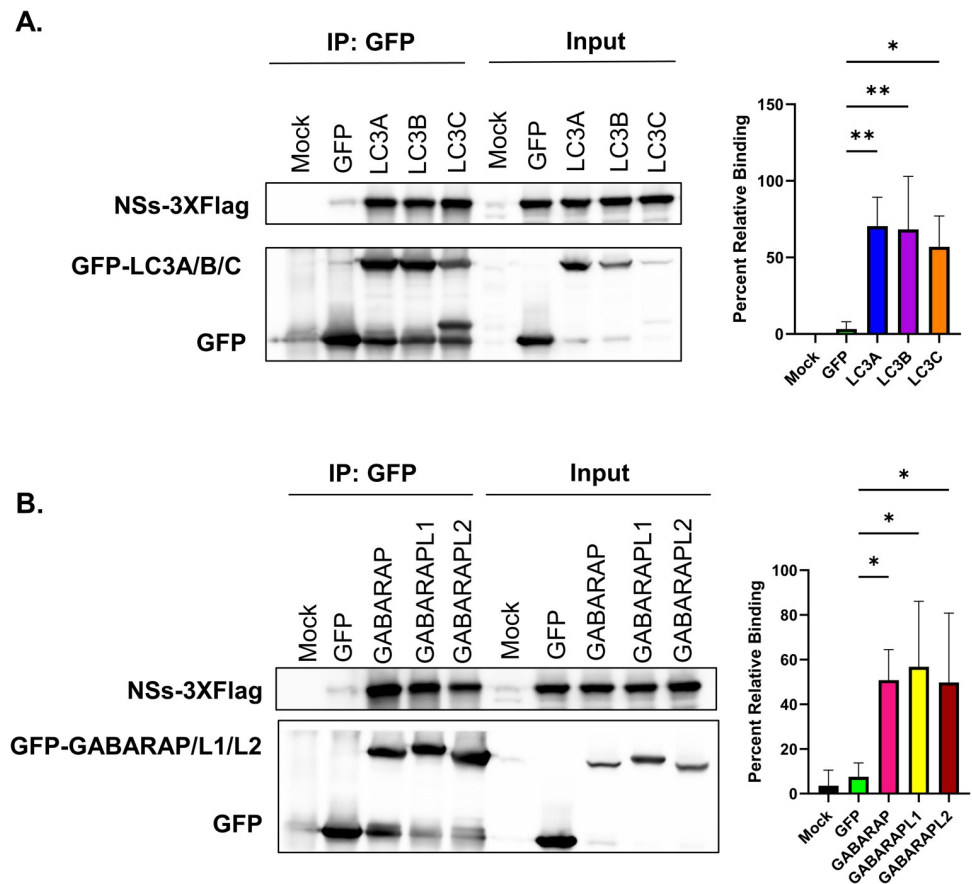 A.
IP: GFP
Input
Mock
GFP
LC3A
LC3B
LC3C
Mock
GFP
LC3A
LC3B
LC3C
NSs-3XFlag
GFP-LC3A/B/C
GFP
*
**
**
Percent Relative Binding
150
100
50
0
Mock
GFP
LC3A
LC3B
LC3C
B.
IP: GFP
Input
Mock
GFP
GABARAP
GABARAPL1
GABARAPL2
Mock
GFP
GABARAP
GABARAPL1
GABARAPL2
NSs-3XFlag
GFP-GABARAP/L1/L2
GFP
*
*
*
Percent Relative Binding
100
80
60
40
20
0
Mock
GFP
GABARAP
GABARAPL1
GABARAPL2